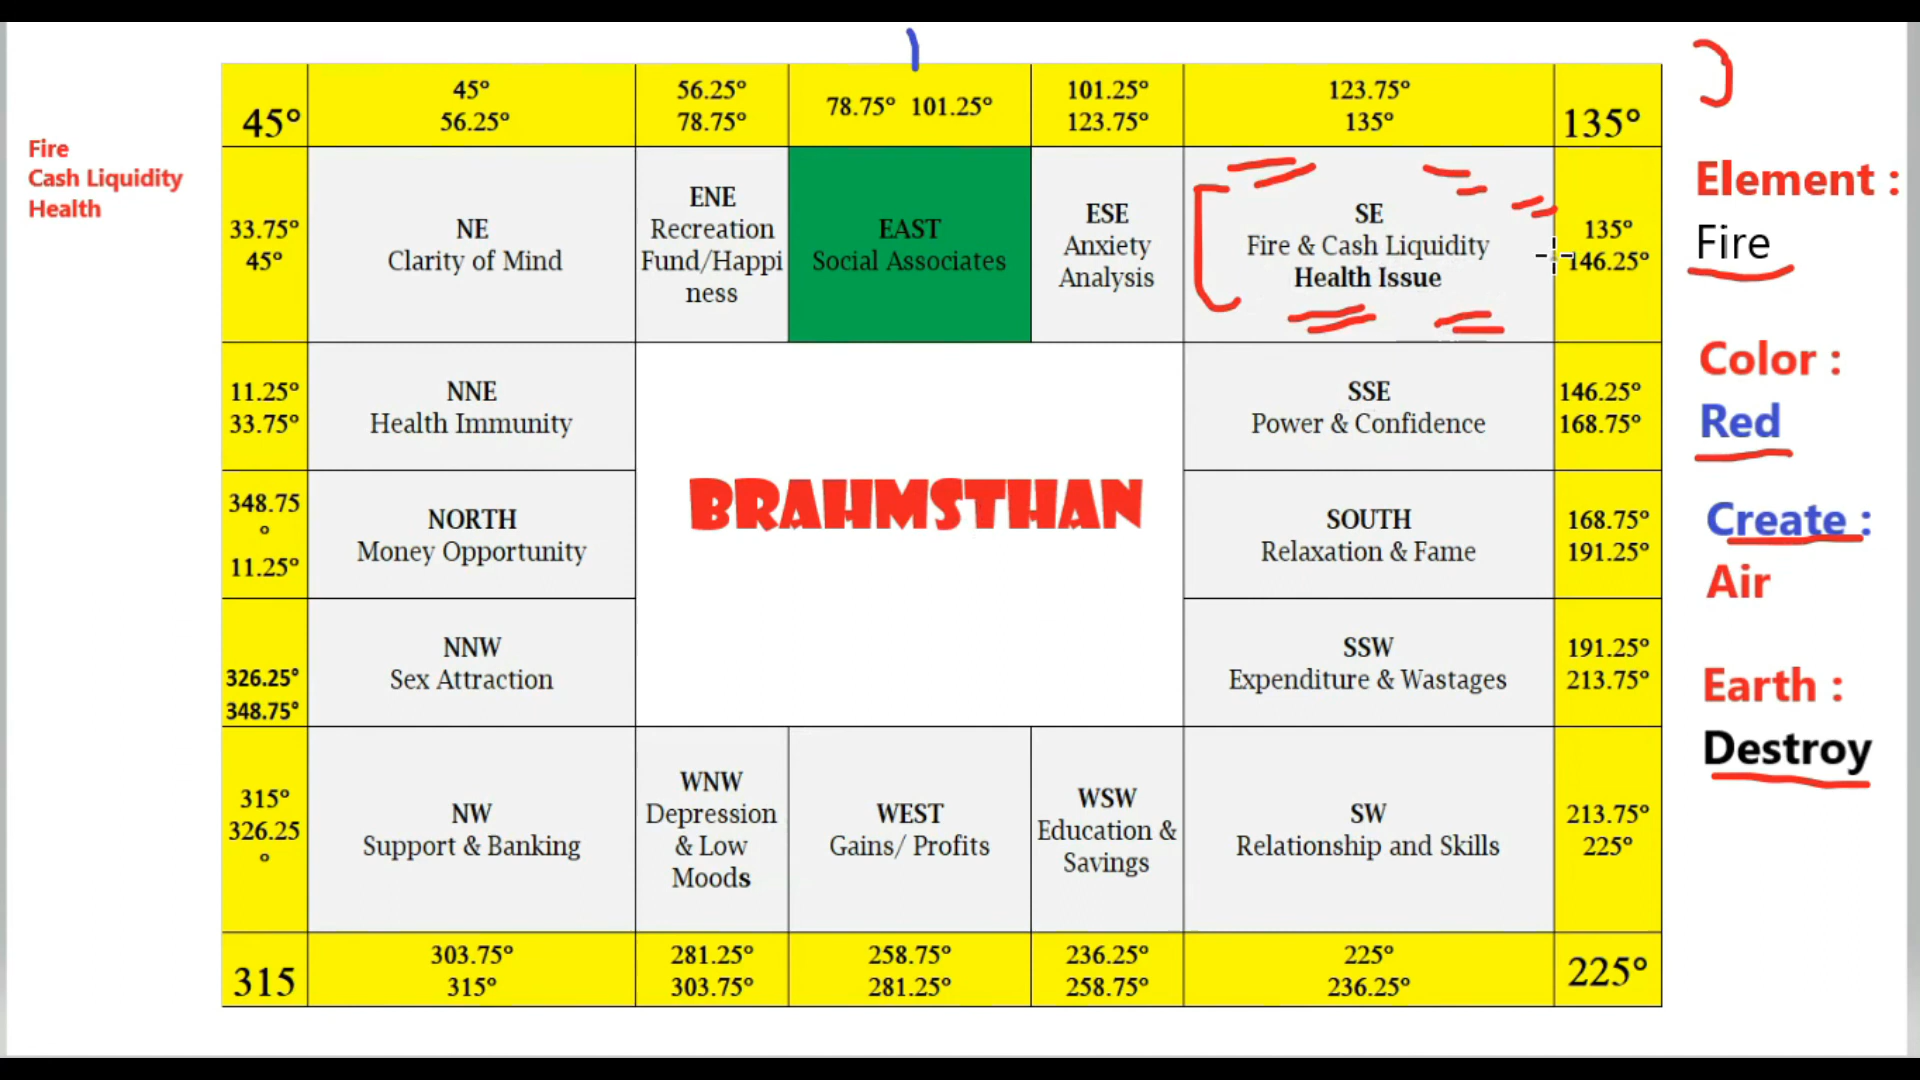 45°
56.25°
56.25°
78.75°
78.75° 101.25°
101.25°
123.75°
123.75°
135°
45°
135°
Fire
Cash Liquidity
Health
33.75°
45°
NE
Clarity of Mind
ENE
Recreation
Fund/Happi
ness
EAST
Social Associates
ESE
Anxiety
Analysis
SE
Fire & Cash Liquidity
Health Issue
135°
146.25°
11.25°
33.75°
NNE
Health Immunity
SSE
Power & Confidence
146.25°
168.75°
BRAHMSTHAN
348.75
°
11.25°
NORTH
Money Opportunity
SOUTH
Relaxation & Fame
168.75°
191.25°
326.25°
348.75°
NNW
Sex Attraction
SSW
Expenditure & Wastages
191.25°
213.75°
315°
326.25
°
NW
Support & Banking
WNW
Depression
& Low
Moods
WEST
Gains/ Profits
WSW
Education &
Savings
SW
Relationship and Skills
213.75°
225°
315
303.75°
315°
281.25°
303.75°
258.75°
281.25°
236.25°
258.75°
225°
236.25°
225°
Element :
Fire
Color :
Red
Create :
Air
Earth :
Destroy